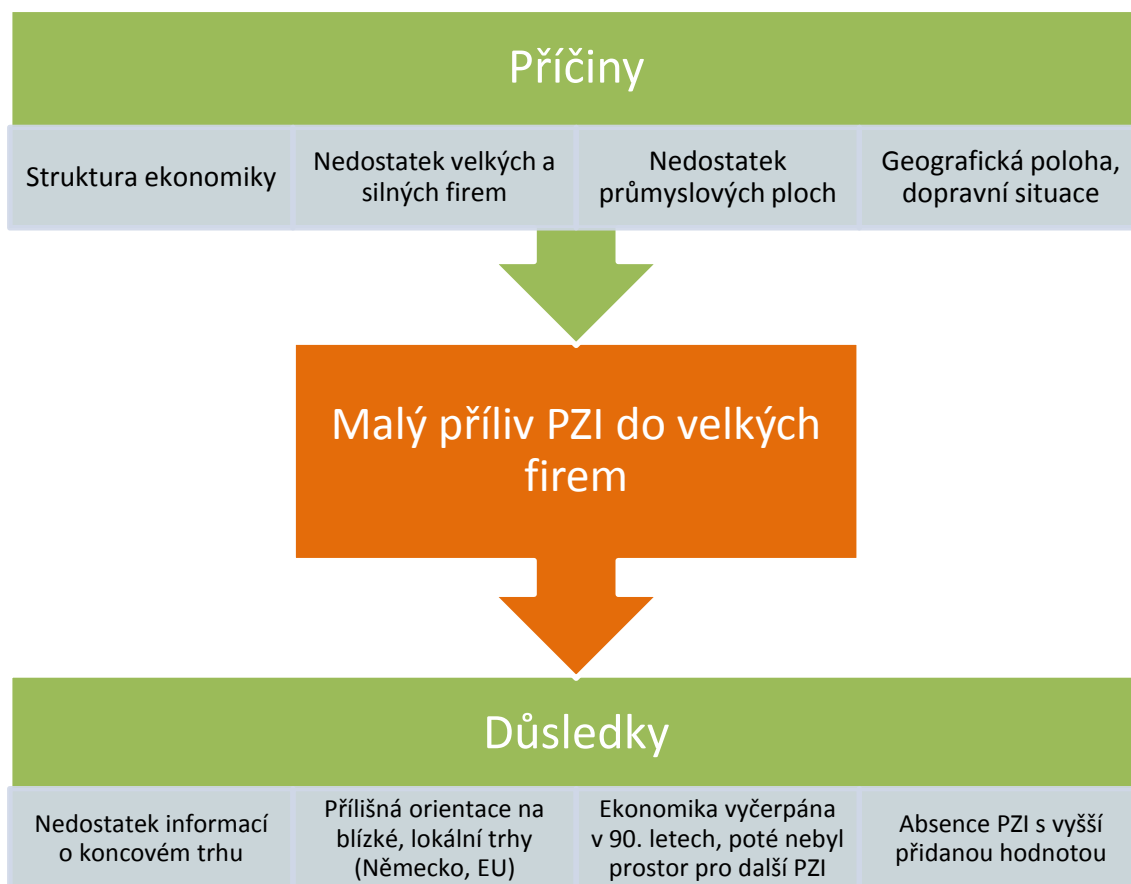 Příčiny
Struktura ekonomiky
Nedostatek velkých a
silných firem
Nedostatek
průmyslových ploch
Geografická poloha,
dopravní situace
Malý příliv PZI do velkých
firem
Důsledky
Nedostatek informací
o koncovém trhu
Přílišná orientace na
blízké, lokální trhy
(Německo, EU)
Ekonomika vyčerpána
v 90. letech, poté nebyl
prostor pro další PZI
Absence PZI s vyšší
přidanou hodnotou